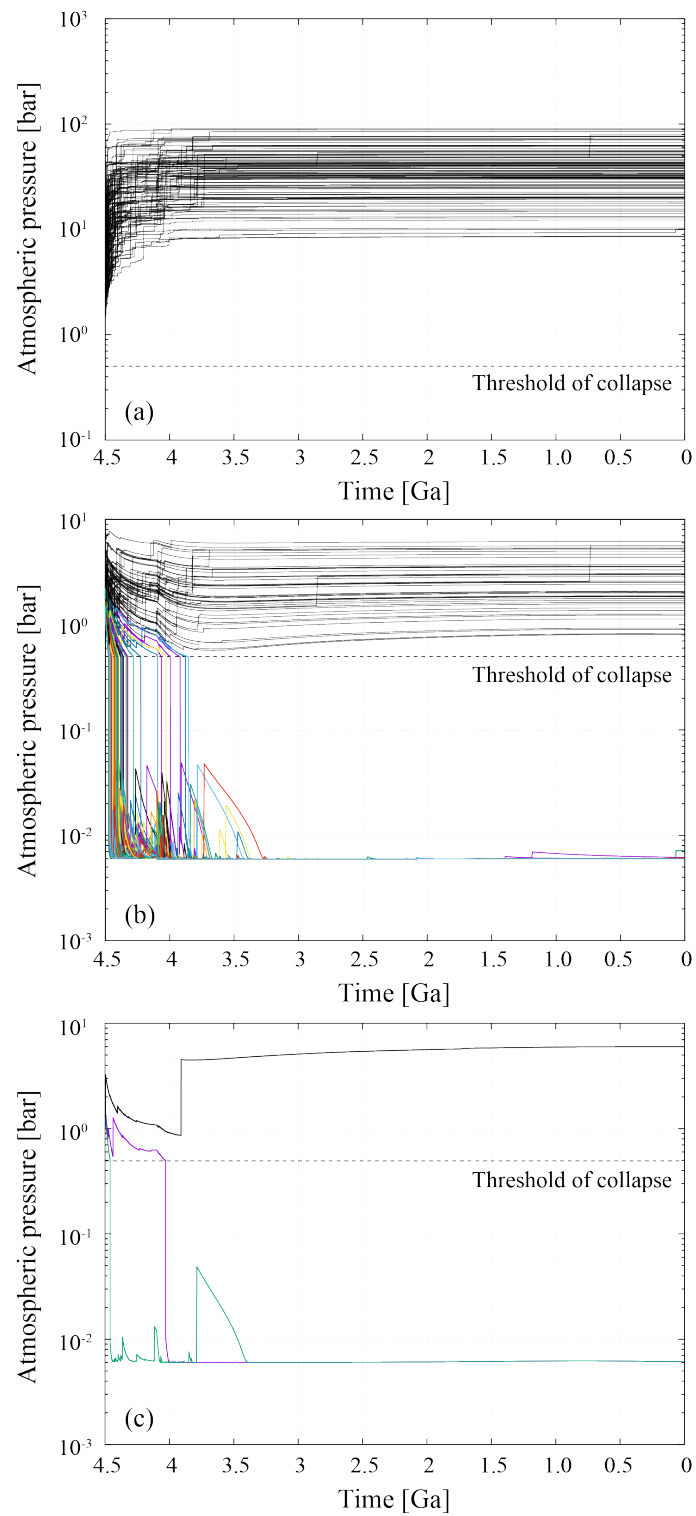 Atmospheric pressure [bar]
10³
10²
10¹
10⁰
10⁻¹
Threshold of collapse
(a)
4.5 4 3.5 3 2.5 2 1.5 1.0 0.5 0
Time [Ga]
Atmospheric pressure [bar]
10¹
10⁰
10⁻¹
10⁻²
10⁻³
Threshold of collapse
(b)
4.5 4 3.5 3 2.5 2 1.5 1.0 0.5 0
Time [Ga]
Atmospheric pressure [bar]
10¹
10⁰
10⁻¹
10⁻²
10⁻³
Threshold of collapse
(c)
4.5 4 3.5 3 2.5 2 1.5 1.0 0.5 0
Time [Ga]